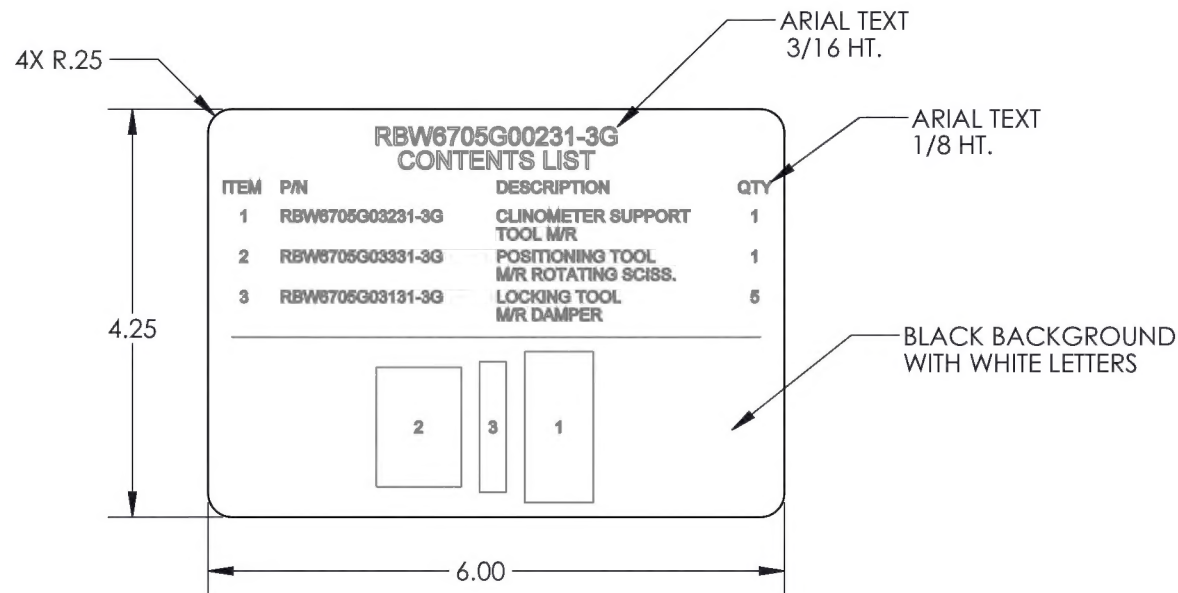 ARIAL TEXT
3/16 HT.
4X R.25
ARIAL TEXT
1/8 HT.
RBW6705G00231-3G
CONTENTS LIST
ITEM P/N DESCRIPTION QTY
1 RBW6705G03231-3G CLINOMETER SUPPORT 1
TOOL M/R
2 RBW6705G03331-3G POSITIONING TOOL 1
M/R ROTATING SCISS.
3 RBW6705G03131-3G LOCKING TOOL 5
M/R DAMPER
4.25
BLACK BACKGROUND
WITH WHITE LETTERS
2 3 1
6.00